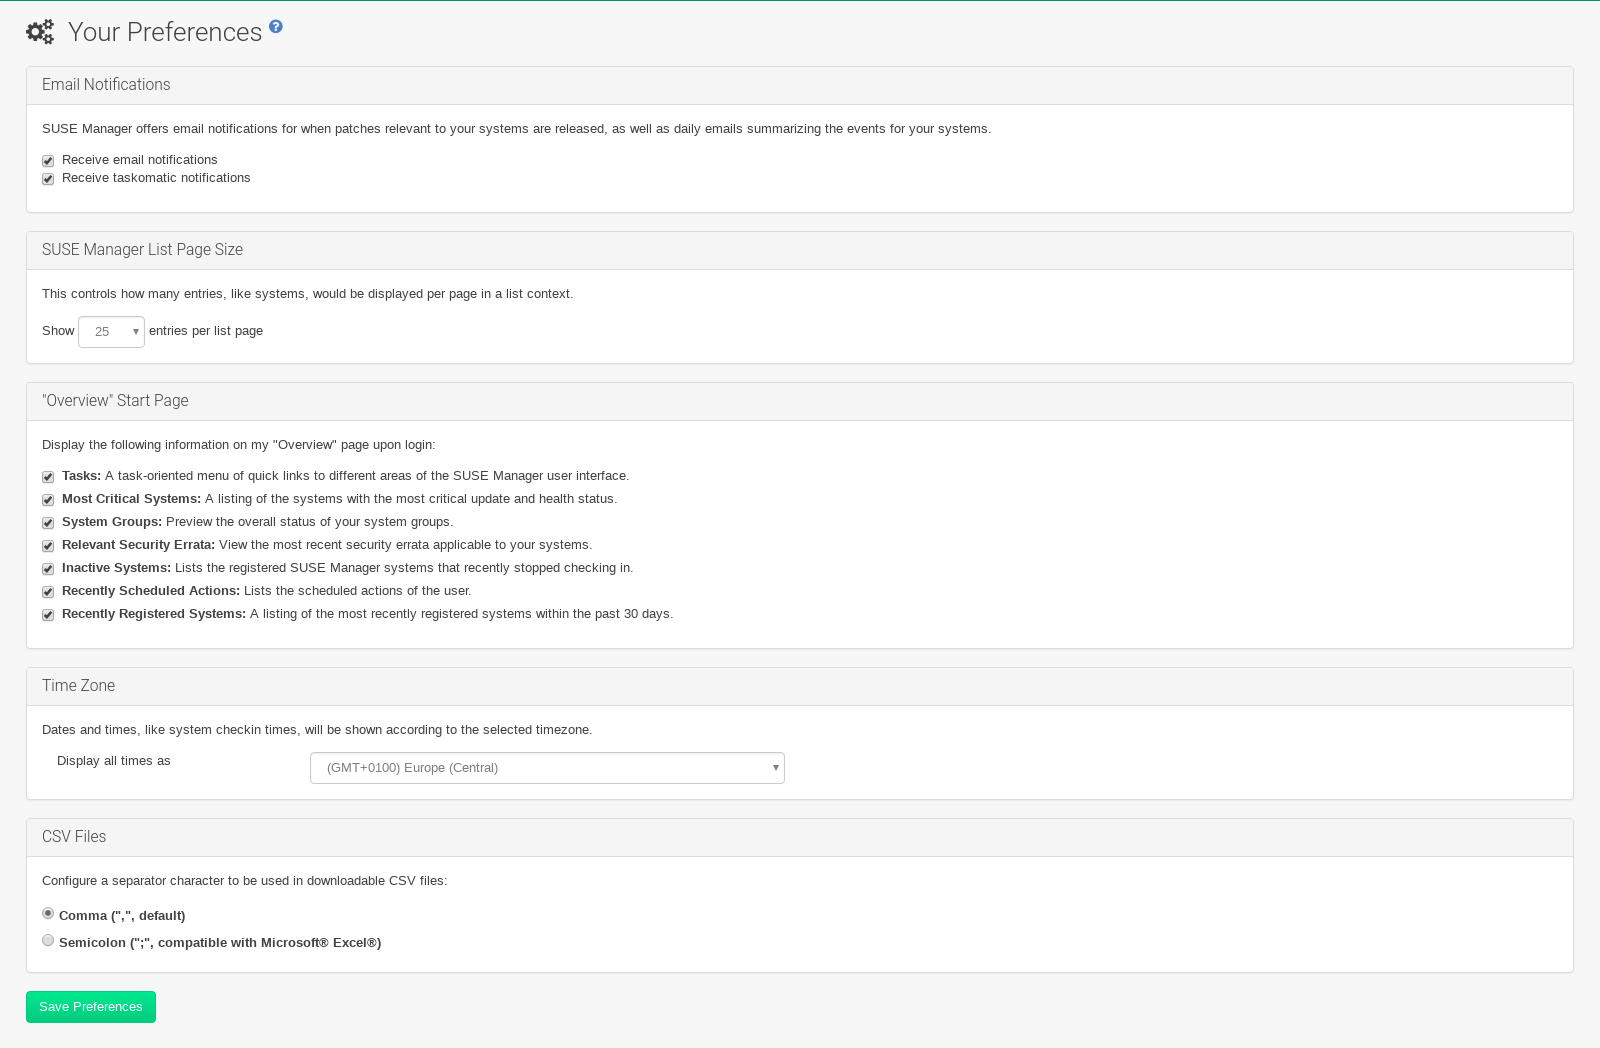 Your Preferences ?
Email Notifications
SUSE Manager offers email notifications for when patches relevant to your systems are released, as well as daily emails summarizing the events for your systems.
Receive email notifications
Receive taskomatic notifications
SUSE Manager List Page Size
This controls how many entries, like systems, would be displayed per page in a list context.
Show 25 entries per list page
"Overview" Start Page
Display the following information on my "Overview" page upon login:
Tasks: A task-oriented menu of quick links to different areas of the SUSE Manager user interface.
Most Critical Systems: A listing of the systems with the most critical update and health status.
System Groups: Preview the overall status of your system groups.
Relevant Security Errata: View the most recent security errata applicable to your systems.
Inactive Systems: Lists the registered SUSE Manager systems that recently stopped checking in.
Recently Scheduled Actions: Lists the scheduled actions of the user.
Recently Registered Systems: A listing of the most recently registered systems within the past 30 days.
Time Zone
Dates and times, like system checkin times, will be shown according to the selected timezone.
Display all times as (GMT+0100) Europe (Central)
CSV Files
Configure a separator character to be used in downloadable CSV files:
Comma (",", default)
Semicolon (";", compatible with Microsoft® Excel®)
Save Preferences